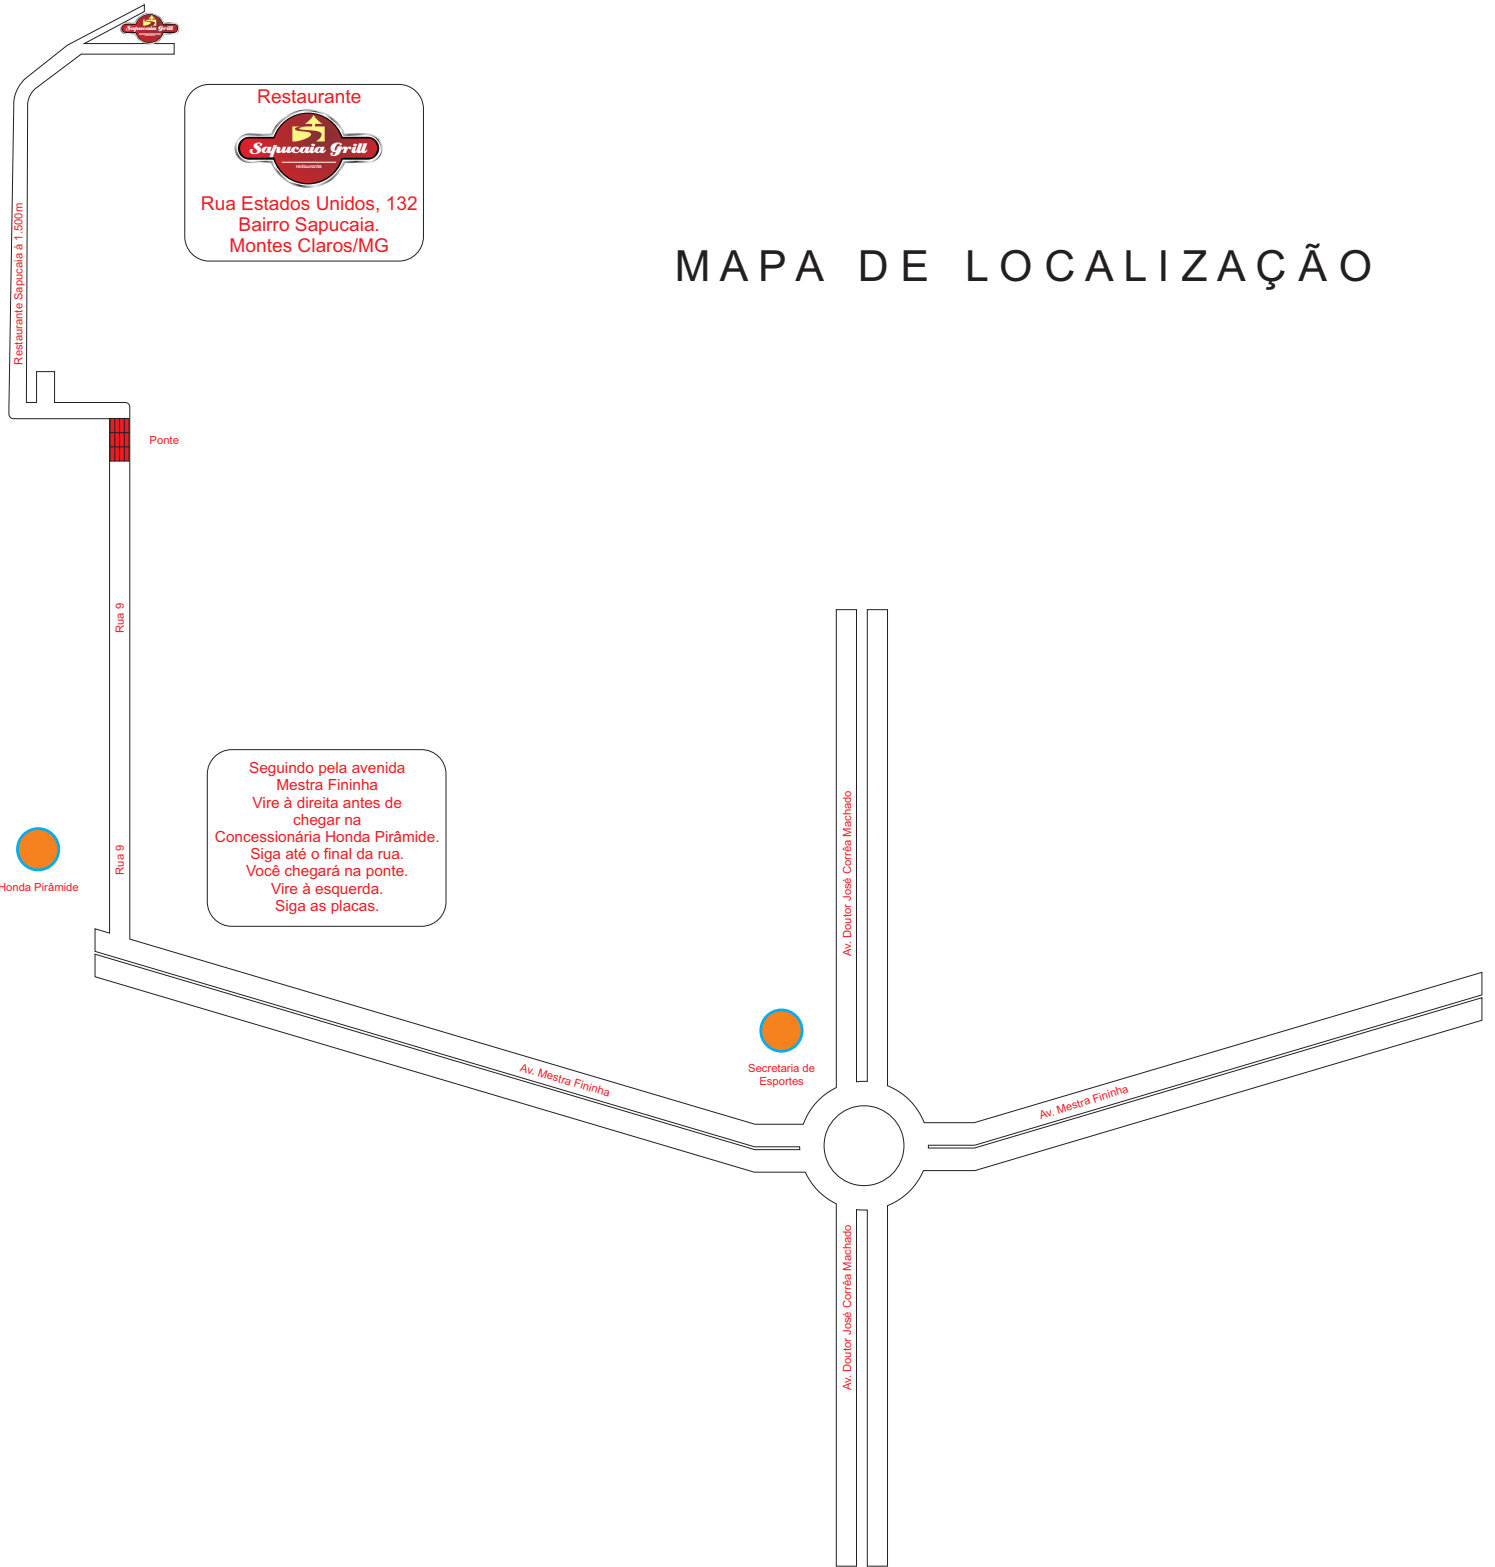 Sapucaia Grill
Restaurante
Sapucaia Grill
restaurante
Rua Estados Unidos, 132
Bairro Sapucaia.
Montes Claros/MG
MAPA DE LOCALIZAÇÃO
Restaurante Sapucaia à 1.500m
Ponte
Rua 9
Rua 9
Seguindo pela avenida
Mestra Fininha
Vire à direita antes de
chegar na
Concessionária Honda Pirâmide.
Siga até o final da rua.
Você chegará na ponte.
Vire à esquerda.
Siga as placas.
Honda Pirâmide
Av. Doutor José Corrêa Machado
Secretaria de
Esportes
Av. Mestra Fininha
Av. Mestra Fininha
Av. Doutor José Corrêa Machado